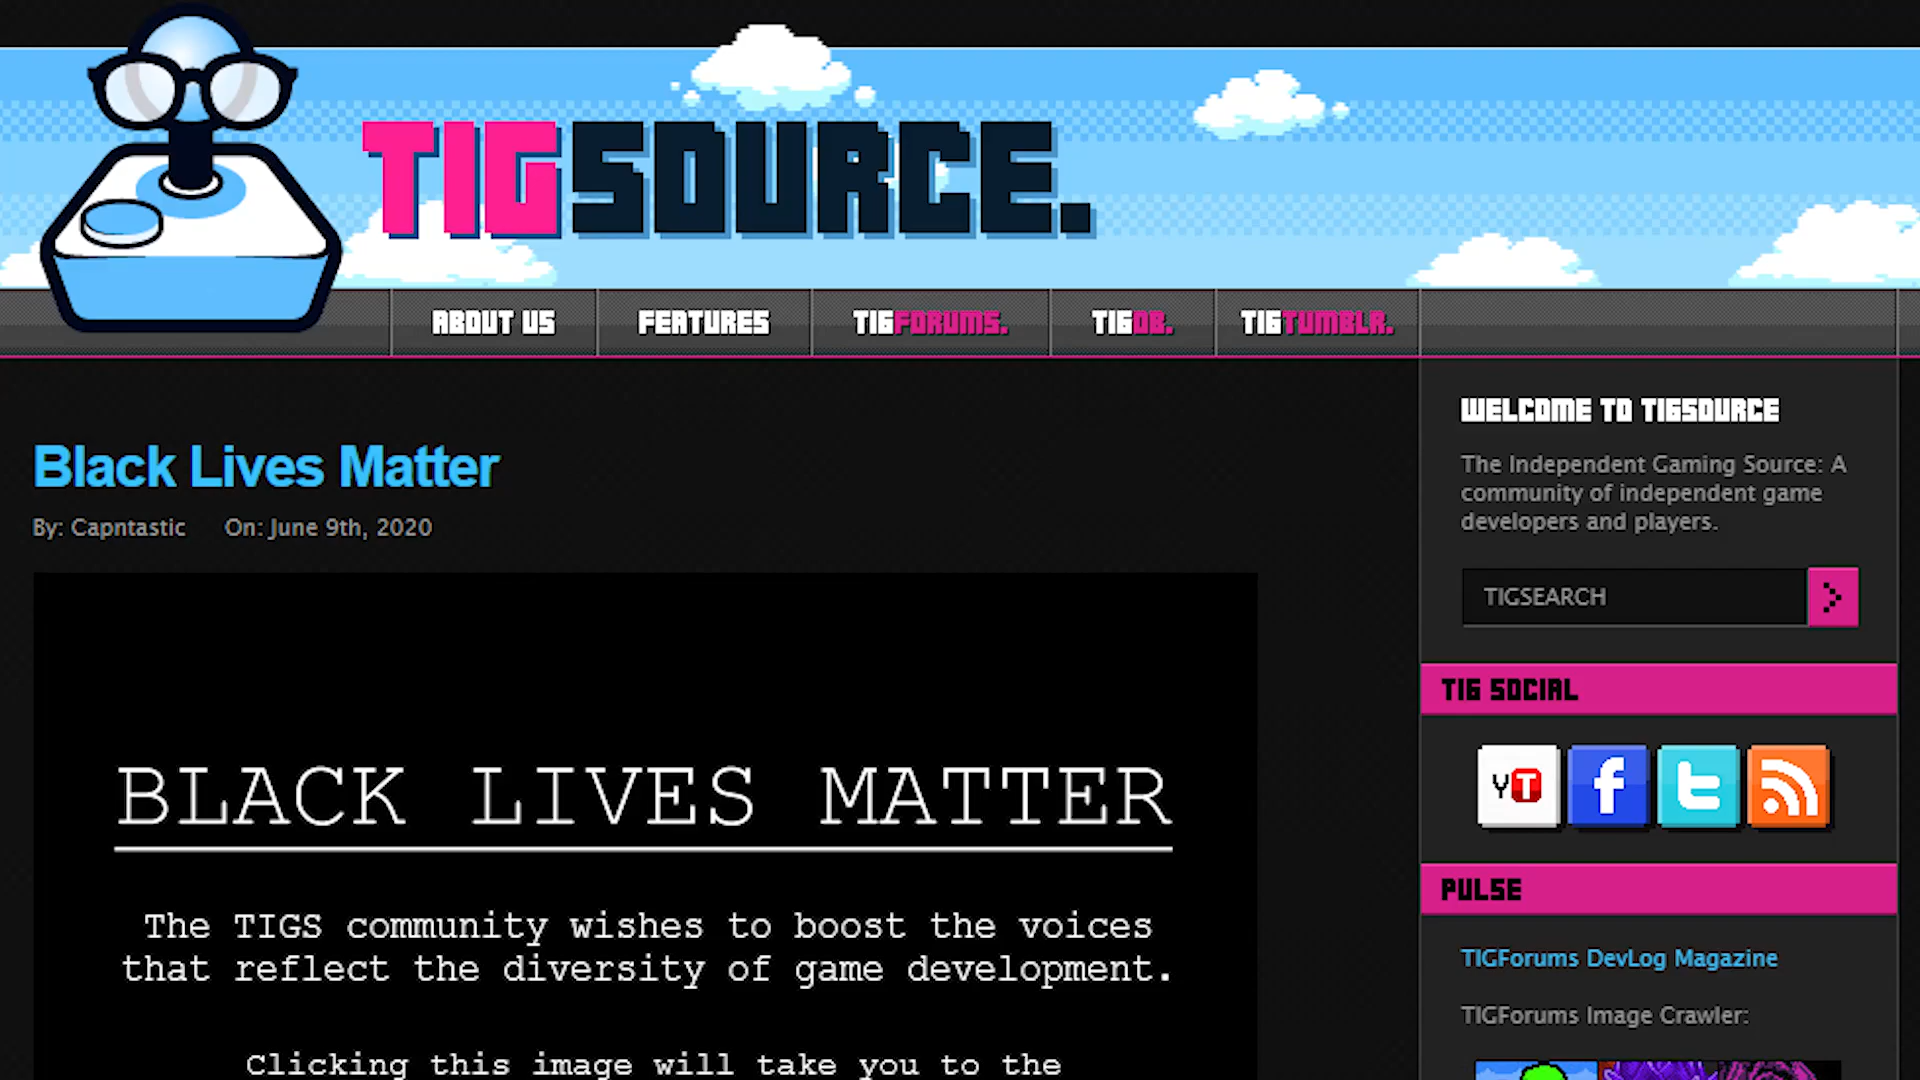 TIGSOURCE.
ABOUT US
FEATURES
TIGFORUMS.
TIGDB.
TIGTUMBLR.
Black Lives Matter
By: Capntastic On: June 9th, 2020
BLACK LIVES MATTER
The TIGS community wishes to boost the voices
that reflect the diversity of game development.
Clicking this image will take you to the
WELCOME TO TIGSOURCE
The Independent Gaming Source: A
community of independent game
developers and players.
TIGSEARCH
TIG SOCIAL
YT
PULSE
TIGForums DevLog Magazine
TIGForums Image Crawler: